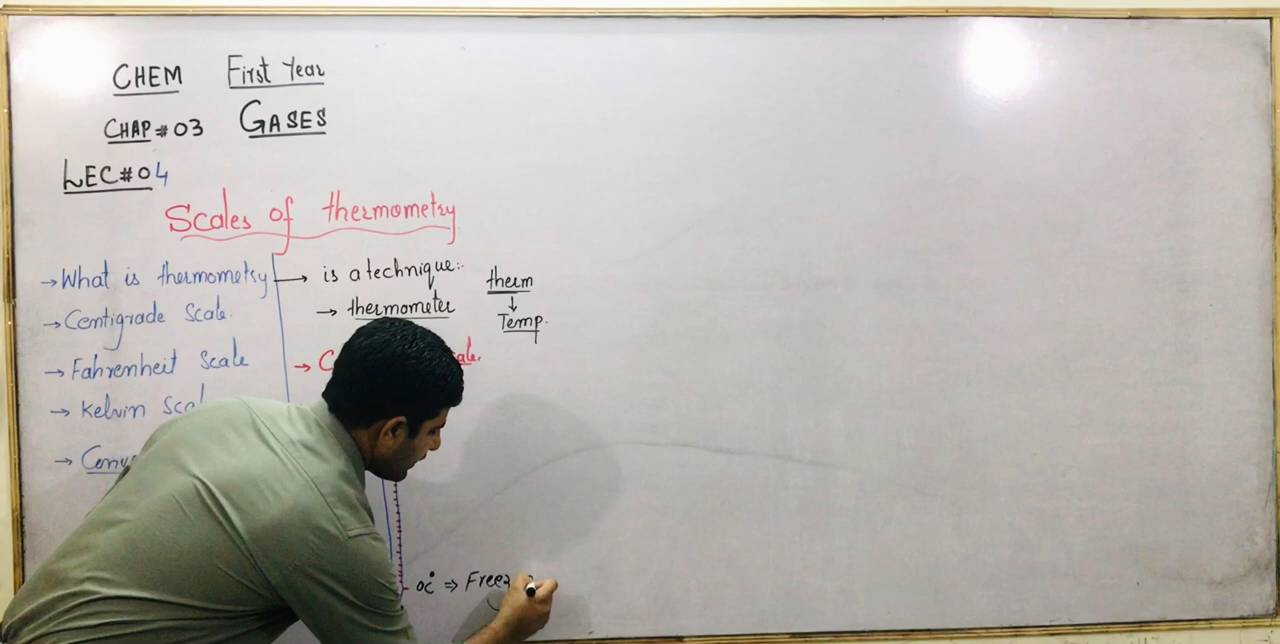 CHEM First Year
CHAP#03 GASES
LEC#04
Scales of thermometry
→What is thermometry → is a technique:.
→ thermometer
therm
↓
Temp.
→Centigrade Scale.
→ Fahrenheit Scale
→ Kelvin
0c° ⇒